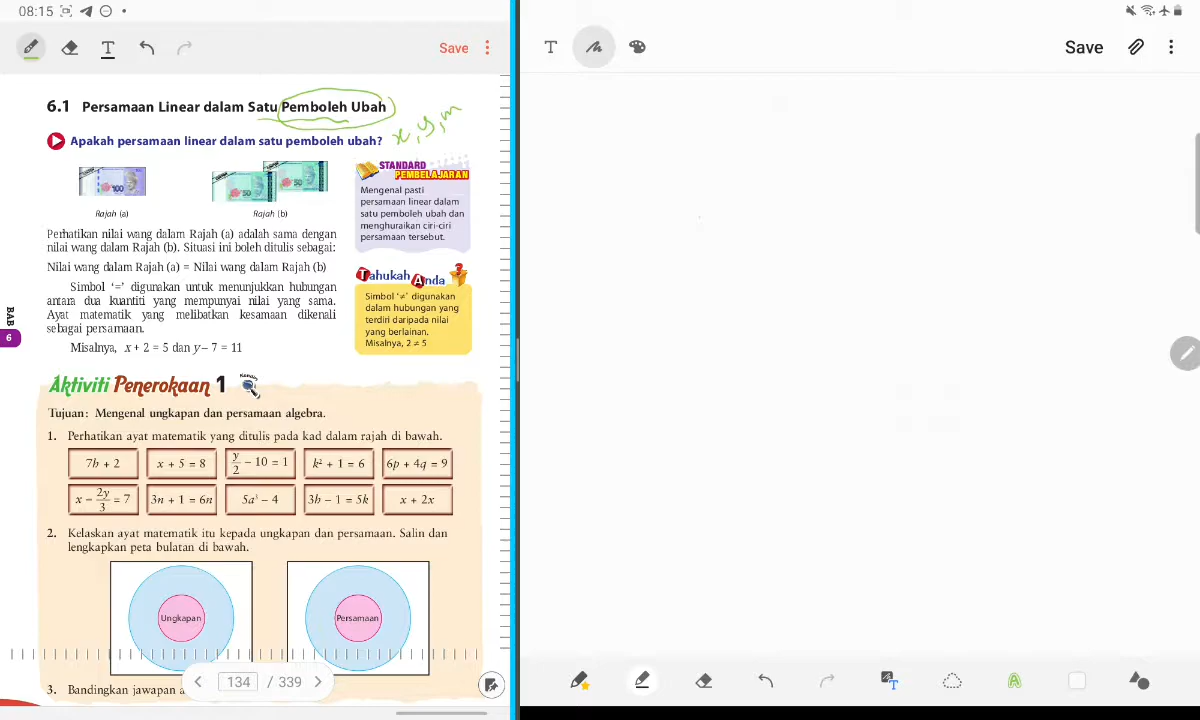 08:15
T
Save
T
Save
6.1 Persamaan Linear dalam Satu Pemboleh Ubah
x, y, m
Apakah persamaan linear dalam satu pemboleh ubah?
100
50
50
Rajah (a)
Rajah (b)
STANDARD
PEMBELAJARAN
Mengenal pasti
persamaan linear dalam
satu pemboleh ubah dan
menghuraikan ciri-ciri
persamaan tersebut.
Perhatikan nilai wang dalam Rajah (a) adalah sama dengan
nilai wang dalam Rajah (b). Situasi ini boleh ditulis sebagai:
Nilai wang dalam Rajah (a) = Nilai wang dalam Rajah (b)
Simbol ‘=’ digunakan untuk menunjukkan hubungan
antara dua kuantiti yang mempunyai nilai yang sama.
Ayat matematik yang melibatkan kesamaan dikenali
sebagai persamaan.
Misalnya, x + 2 = 5 dan y – 7 = 11
Tahukah Anda
Simbol ‘≠’ digunakan
dalam hubungan yang
terdiri daripada nilai
yang berlainan.
Misalnya, 2 ≠ 5
BAB
6
Aktiviti Penerokaan 1
Tujuan: Mengenal ungkapan dan persamaan algebra.
1. Perhatikan ayat matematik yang ditulis pada kad dalam rajah di bawah.
7b + 2
x + 5 = 8
y/2 – 10 = 1
k² + 1 = 6
6p + 4q = 9
x – 2y/3 = 7
3n + 1 = 6n
5a³ – 4
3h – 1 = 5k
x + 2x
2. Kelaskan ayat matematik itu kepada ungkapan dan persamaan. Salin dan
lengkapkan peta bulatan di bawah.
Ungkapan
Persamaan
134 / 339
3. Bandingkan jawapan
T
A